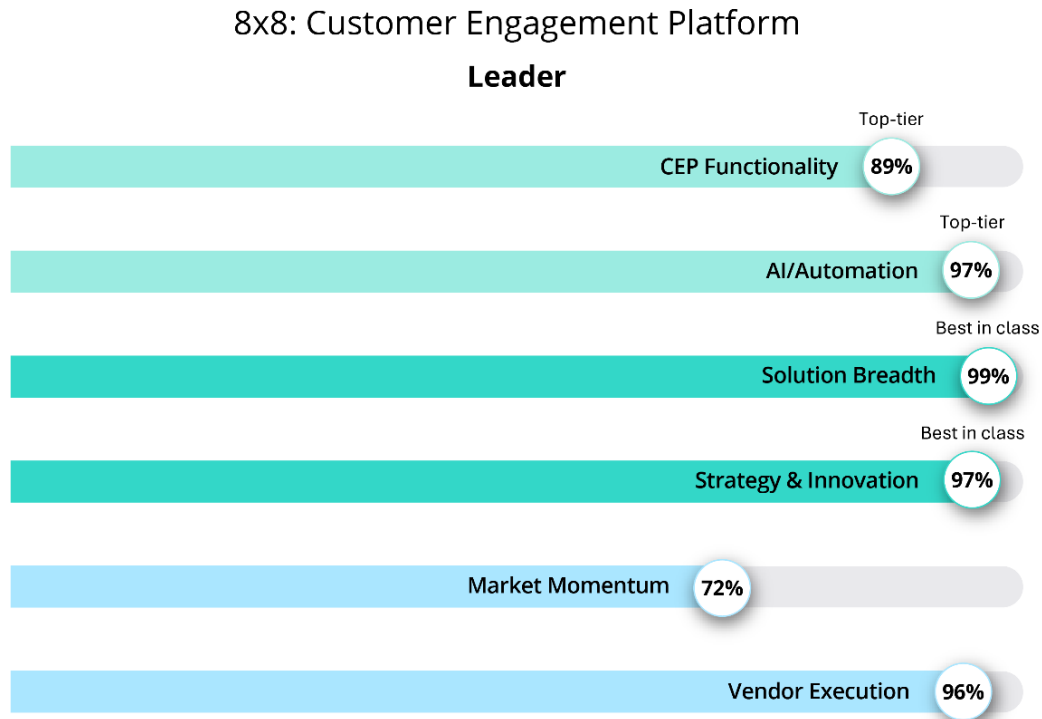 8x8: Customer Engagement Platform
Leader
Top-tier
CEP Functionality 89%
Top-tier
AI/Automation 97%
Best in class
Solution Breadth 99%
Best in class
Strategy & Innovation 97%
Market Momentum 72%
Vendor Execution 96%